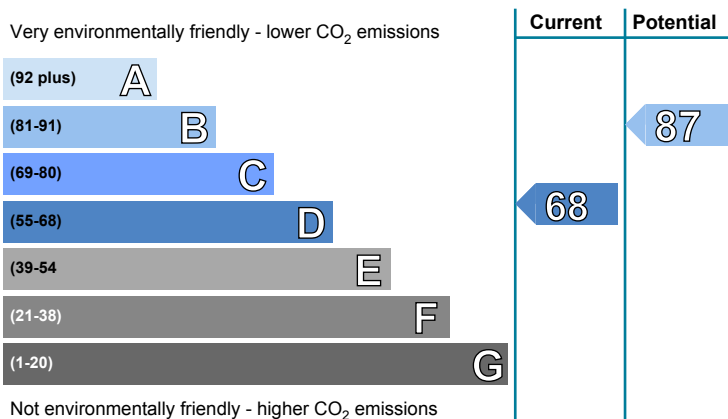 Very environmentally friendly - lower CO2 emissions
Current
Potential
(92 plus) A
(81-91) B
87
(69-80) C
(55-68) D
68
(39-54 E
(21-38) F
(1-20) G
Not environmentally friendly - higher CO2 emissions